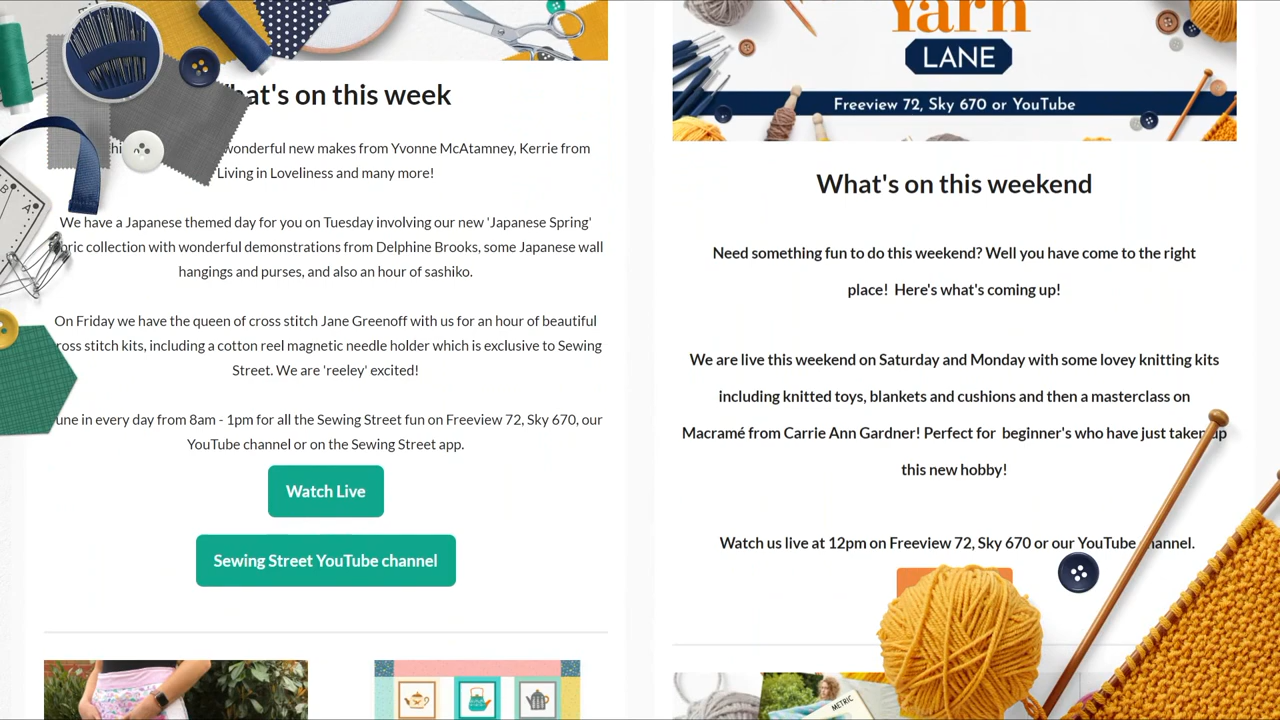 What's on this week
wonderful new makes from Yvonne McAtamney, Kerrie from
Living in Loveliness and many more!
We have a Japanese themed day for you on Tuesday involving our new 'Japanese Spring'
fabric collection with wonderful demonstrations from Delphine Brooks, some Japanese wall
hangings and purses, and also an hour of sashiko.
On Friday we have the queen of cross stitch Jane Greenoff with us for an hour of beautiful
cross stitch kits, including a cotton reel magnetic needle holder which is exclusive to Sewing
Street. We are 'reeley' excited!
Tune in every day from 8am - 1pm for all the Sewing Street fun on Freeview 72, Sky 670, our
YouTube channel or on the Sewing Street app.
Watch Live
Sewing Street YouTube channel
Yarn
LANE
Freeview 72, Sky 670 or YouTube
What's on this weekend
Need something fun to do this weekend? Well you have come to the right
place! Here's what's coming up!
We are live this weekend on Saturday and Monday with some lovey knitting kits
including knitted toys, blankets and cushions and then a masterclass on
Macramé from Carrie Ann Gardner! Perfect for beginner's who have just taken up
this new hobby!
Watch us live at 12pm on Freeview 72, Sky 670 or our YouTube channel.
METRIC